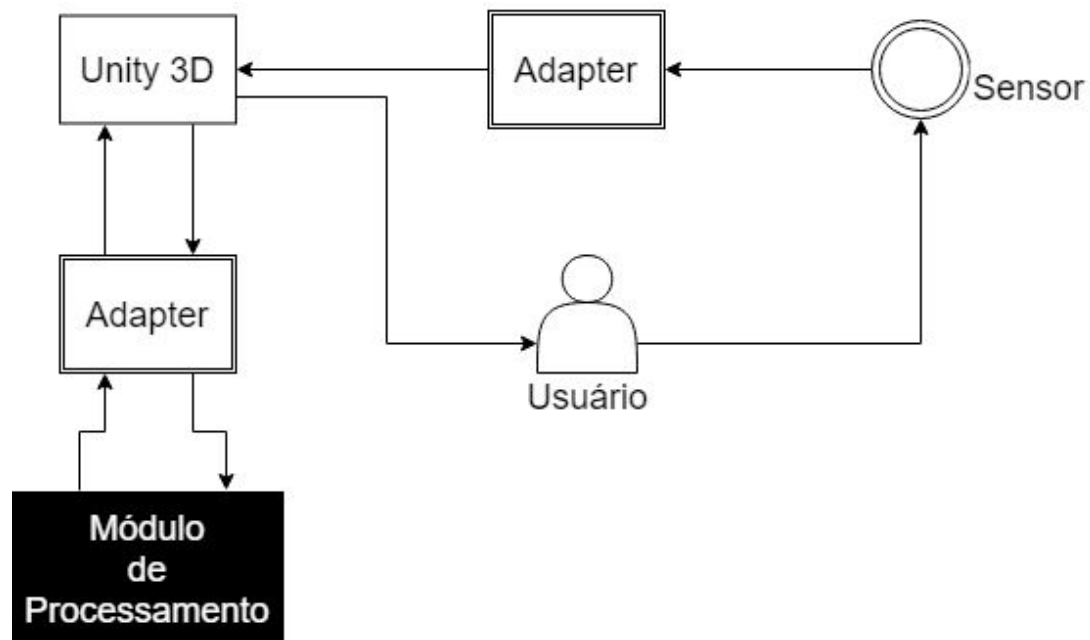 Unity 3D
Adapter
Sensor
Adapter
Usuário
Módulo
de
Processamento